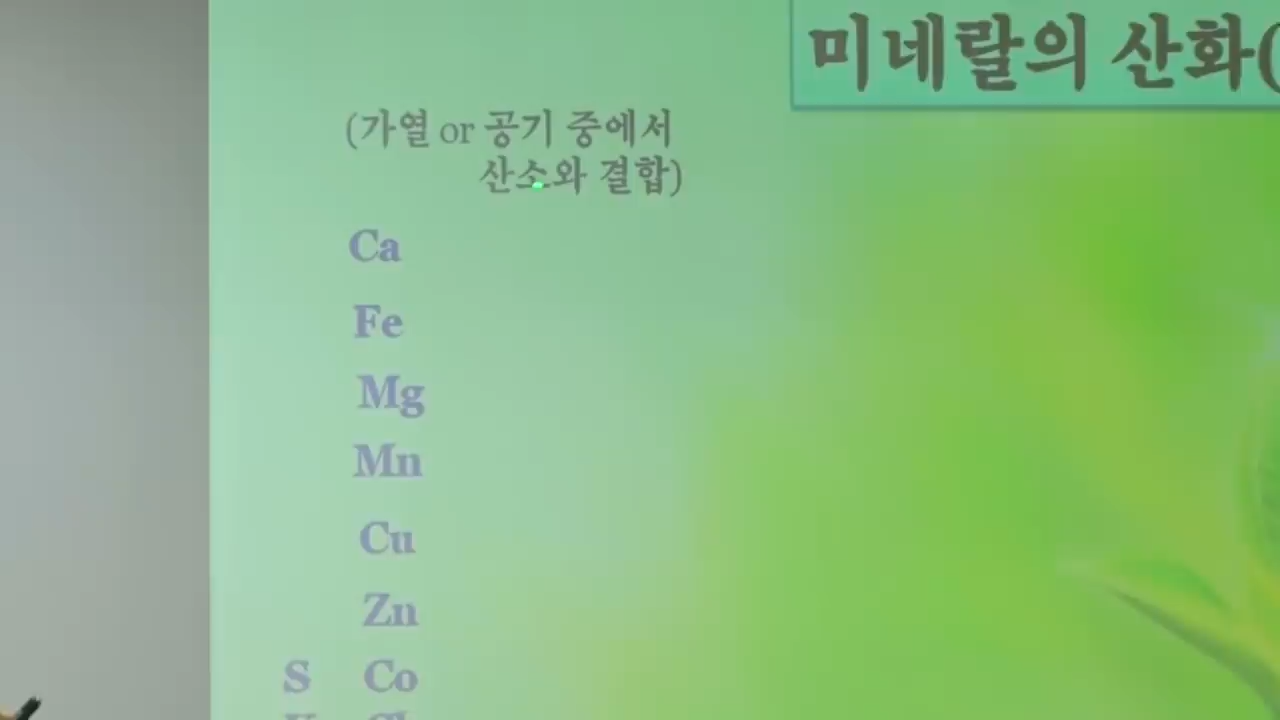 미네랄의 산화(
(가열 or 공기 중에서
산소와 결합)
Ca
Fe
Mg
Mn
Cu
Zn
S Co